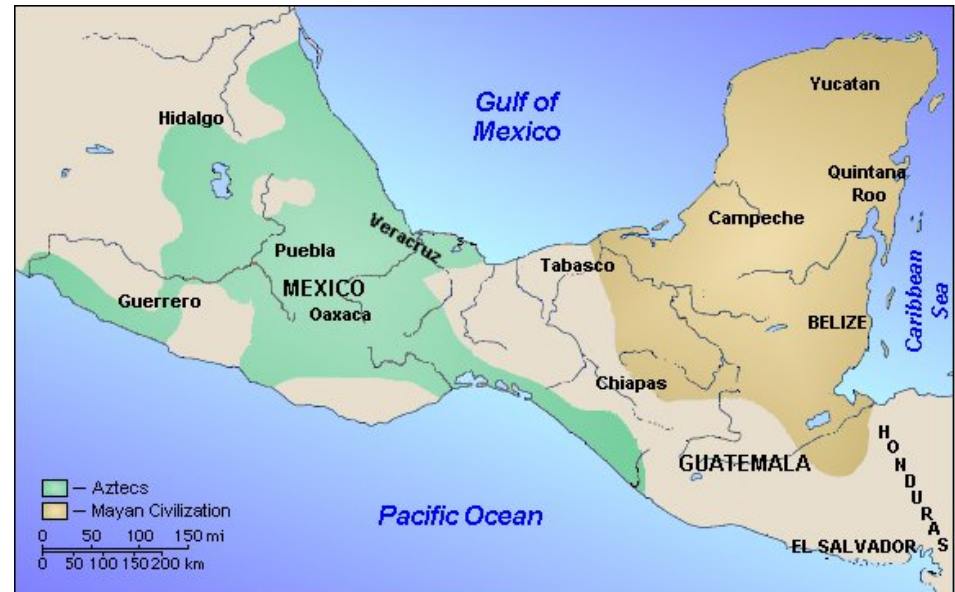 Yucatan
Gulf of
Mexico
Hidalgo
Quintana
Roo
Campeche
Veracruz
Puebla
Tabasco
MEXICO
Caribbean
Sea
Guerrero
Oaxaca
BELIZE
Chiapas
HONDURAS
GUATEMALA
— Aztecs
— Mayan Civilization
Pacific Ocean
0 50 100 150 mi
EL SALVADOR
0 50 100 150 200 km